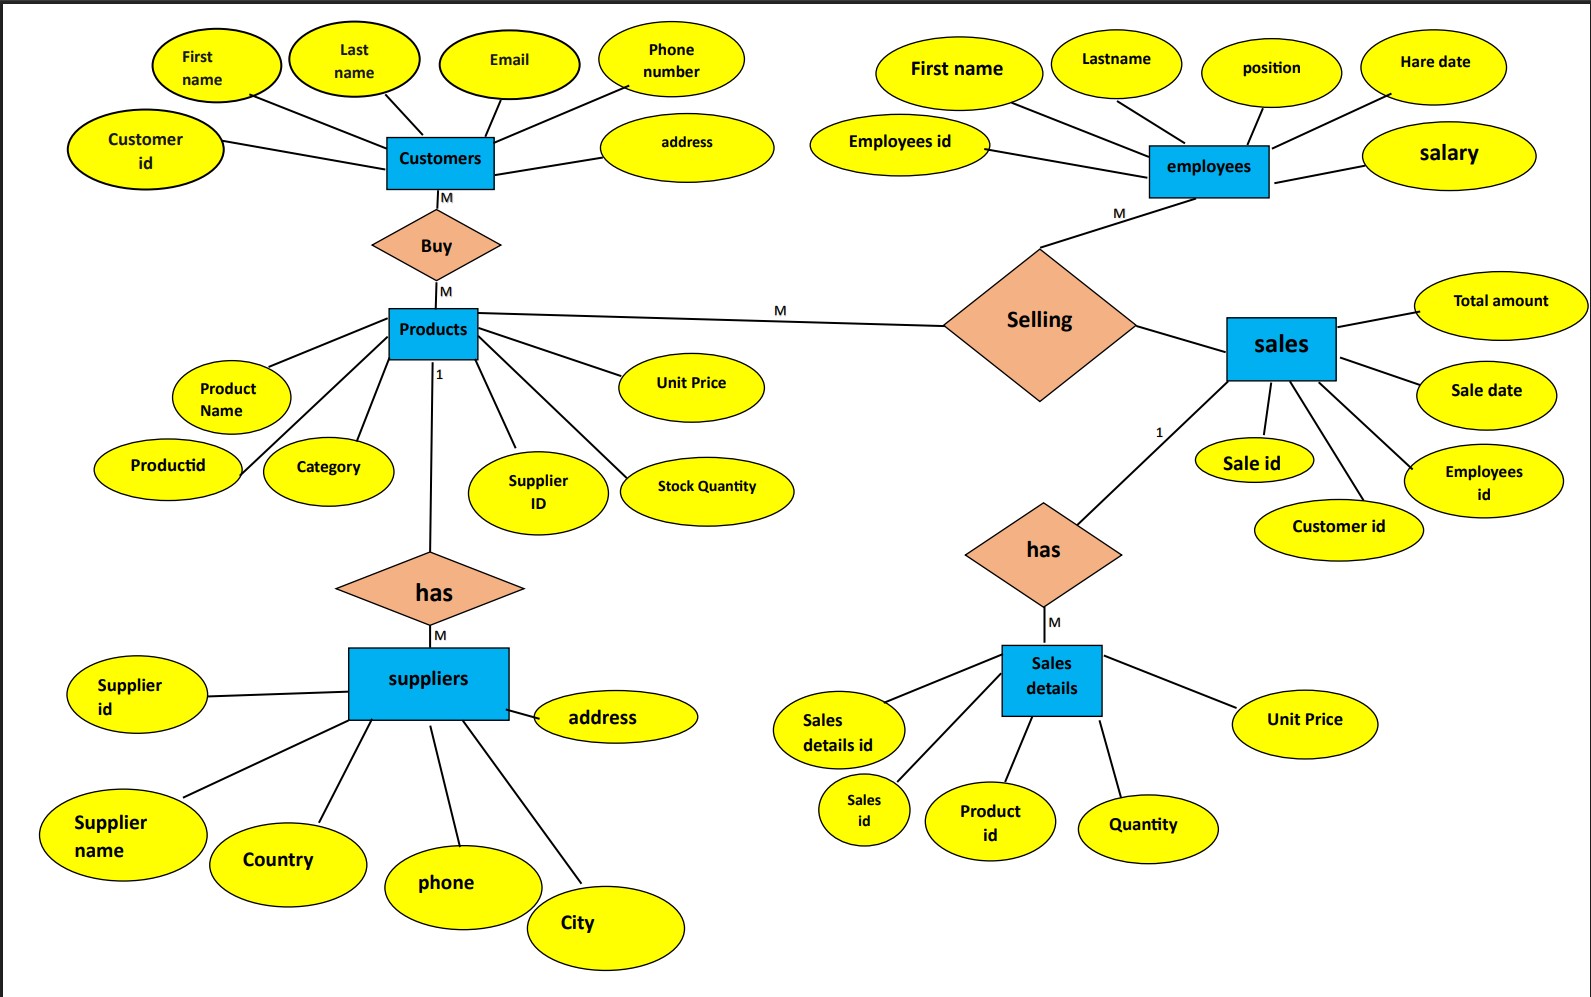 First
name
Last
name
Email
Phone
number
Customer
id
Customers
address
M
Buy
M
Products
1
Product
Name
Productid
Category
Supplier
ID
Stock Quantity
Unit Price
has
M
suppliers
Supplier
id
address
Supplier
name
Country
phone
City
First name
Lastname
position
Hare date
Employees id
employees
salary
M
M
Selling
sales
Total amount
Sale date
Sale id
Employees
id
Customer id
1
has
M
Sales
details
Sales
details id
Sales
id
Product
id
Quantity
Unit Price